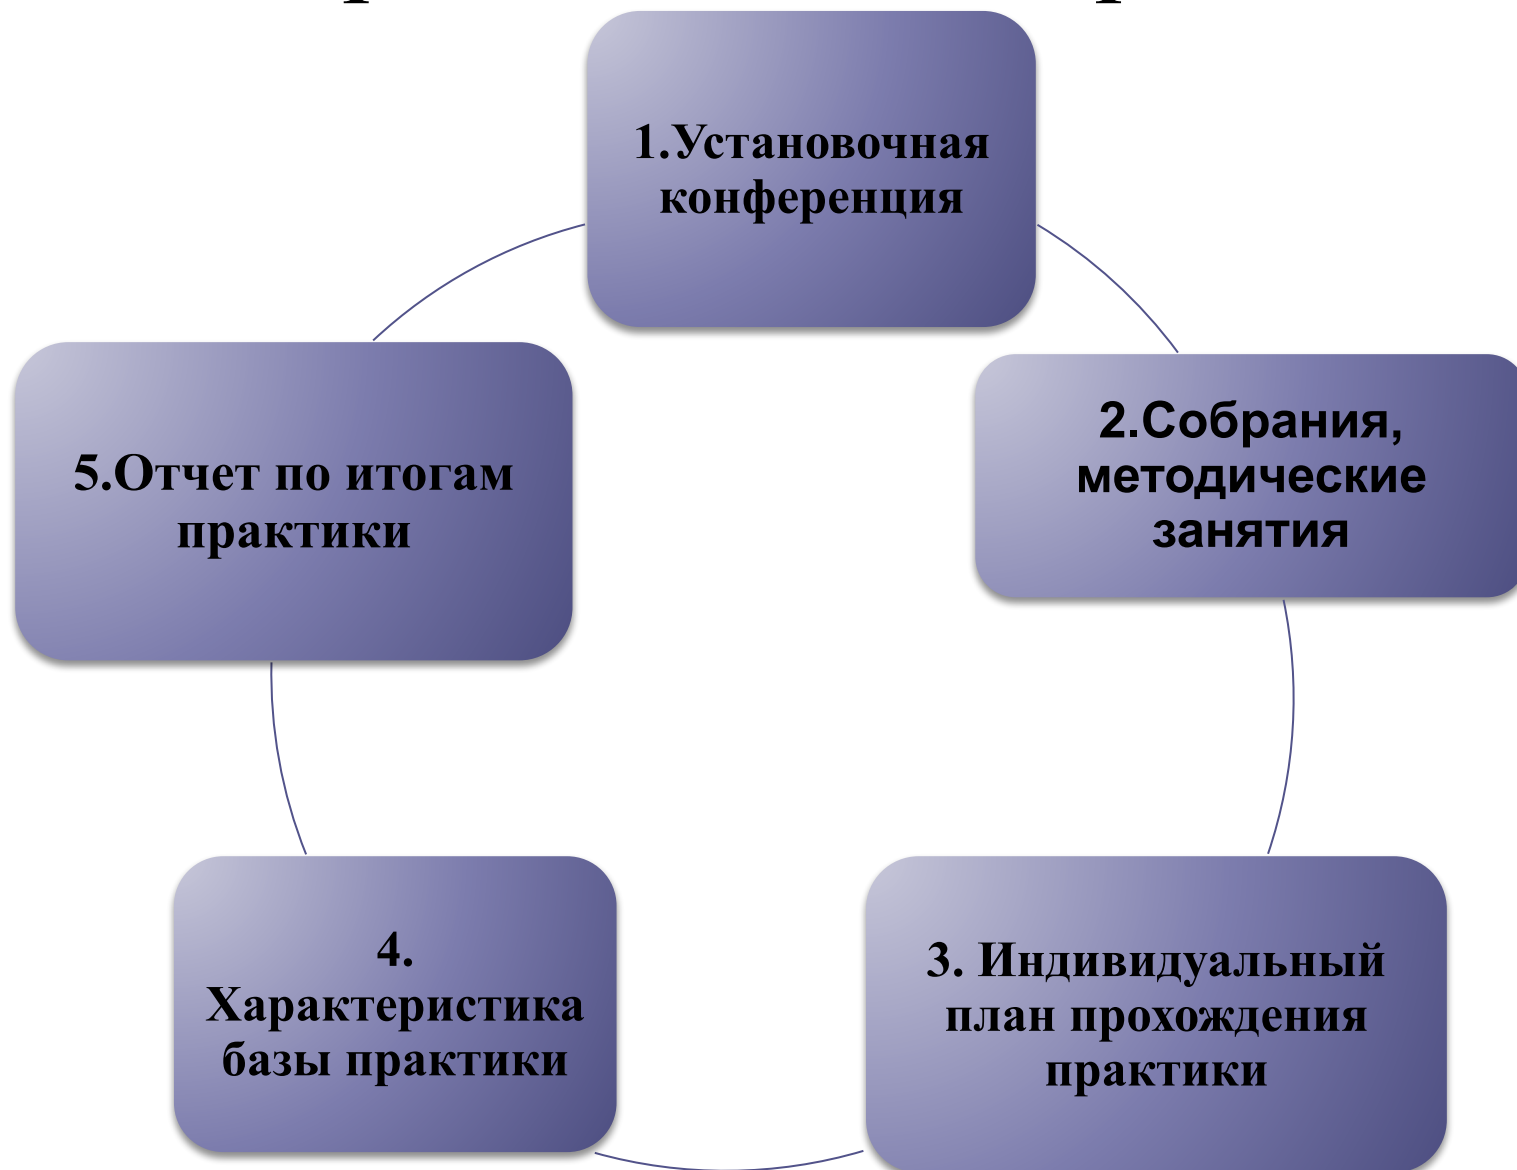 1.Установочная
конференция
2.Собрания,
методические
занятия
3. Индивидуальный
план прохождения
практики
4.
Характеристика
базы практики
5.Отчет по итогам
практики